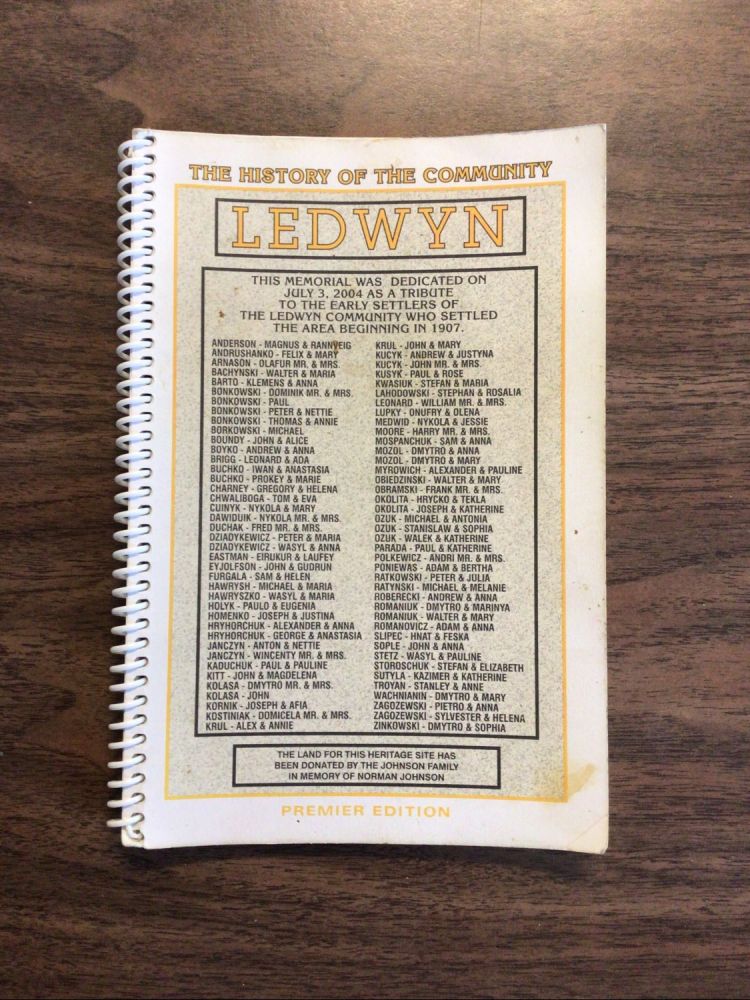 THE HISTORY OF THE COMMUNITY
LEDWYN
THIS MEMORIAL WAS DEDICATED ON
JULY 3, 2004 AS A TRIBUTE
TO THE EARLY SETTLERS OF
THE LEDWYN COMMUNITY WHO SETTLED
THE AREA BEGINNING IN 1907.
ANDERSON - MAGNUS & RANNVEIG
ANDRUSHANKO - FELIX & MARY
ARNASON - OLAFUR MR. & MRS.
BACHYNSKI - WALTER & MARIA
BARTO - KLEMENS & ANNA
BONKOWSKI - DOMINIK MR. & MRS.
BONKOWSKI - PAUL
BONKOWSKI - PETER & NETTIE
BONKOWSKI - THOMAS & ANNIE
BORKOWSKI - MICHAEL
BOUNDY - JOHN & ALICE
BOYKO - ANDREW & ANNA
BRIGG - LEONARD & ADA
BUCHKO - IWAN & ANASTASIA
BUCHKO - PROKEY & MARIE
CHARNEY - GREGORY & HELENA
CHWALIBOGA - TOM & EVA
CUINYK - NYKOLA & MARY
DAWIDUIK - NYKOLA MR. & MRS.
DUCHAK - FRED MR. & MRS.
DZIADYKEWICZ - PETER & MARIA
DZIADYKEWICZ - WASYL & ANNA
EASTMAN - EIRUKUR & LAUFEY
EYJOLFSON - JOHN & GUDRUN
FURGALA - SAM & HELEN
HAWRYSH - MICHAEL & MARIA
HAWRYSZKO - WASYL & MARIA
HOLYK - PAULO & EUGENIA
HOMENKO - JOSEPH & JUSTINA
HRYHORCHUK - ALEXANDER & ANNA
HRYHORCHUK - GEORGE & ANASTASIA
JANCZYN - ANTON & NETTIE
JANCZYN - WINCENTY MR. & MRS.
KADUCHUK - PAUL & PAULINE
KITT - JOHN & MAGDELENA
KOLASA - DMYTRO MR. & MRS.
KOLASA - JOHN
KORNIK - JOSEPH & AFIA
KOSTINIAK - DOMICELA MR. & MRS.
KRUL - ALEX & ANNIE
KRUL - JOHN & MARY
KUCYK - ANDREW & JUSTYNA
KUCYK - JOHN MR. & MRS.
KUSYK - PAUL & ROSE
KWASIUK - STEFAN & MARIA
LAHODOWSKI - STEPHAN & ROSALIA
LEONARD - WILLIAM MR. & MRS.
LUPKY - ONUFRY & OLENA
MEDWID - NYKOLA & JESSIE
MOORE - HARRY MR. & MRS.
MOSPANCHUK - SAM & ANNA
MOZOL - DMYTRO & ANNA
MOZOL - DMYTRO & MARY
MYROWICH - ALEXANDER & PAULINE
OBIEDZINSKI - WALTER & MARY
OBRAMSKI - FRANK MR. & MRS.
OKOLITA - HRYCKO & TEKLA
OKOLITA - JOSEPH & KATHERINE
OZUK - MICHAEL & ANTONIA
OZUK - STANISLAW & SOPHIA
OZUK - WALEK & KATHERINE
PARADA - PAUL & KATHERINE
POLKEWICZ - ANDRI MR. & MRS.
PONIEWAS - ADAM & BERTHA
RATKOWSKI - PETER & JULIA
RATYNSKI - MICHAEL & MELANIE
ROBERECKI - ANDREW & ANNA
ROMANIUK - DMYTRO & MARINYA
ROMANIUK - WALTER & MARY
ROMANOVICZ - ADAM & ANNA
SLIPEC - HNAT & FESKA
SOPLE - JOHN & ANNA
STETZ - WASYL & PAULINE
STOROSCHUK - STEFAN & ELIZABETH
SUTYLA - KAZIMER & KATHERINE
TROYAN - STANLEY & ANNE
WACHNIANIN - DMYTRO & MARY
ZAGOZEWSKI - PIETRO & ANNA
ZAGOZEWSKI - SYLVESTER & HELENA
ZINKOWSKI - DMYTRO & SOPHIA
THE LAND FOR THIS HERITAGE SITE HAS
BEEN DONATED BY THE JOHNSON FAMILY
IN MEMORY OF NORMAN JOHNSON
PREMIER EDITION